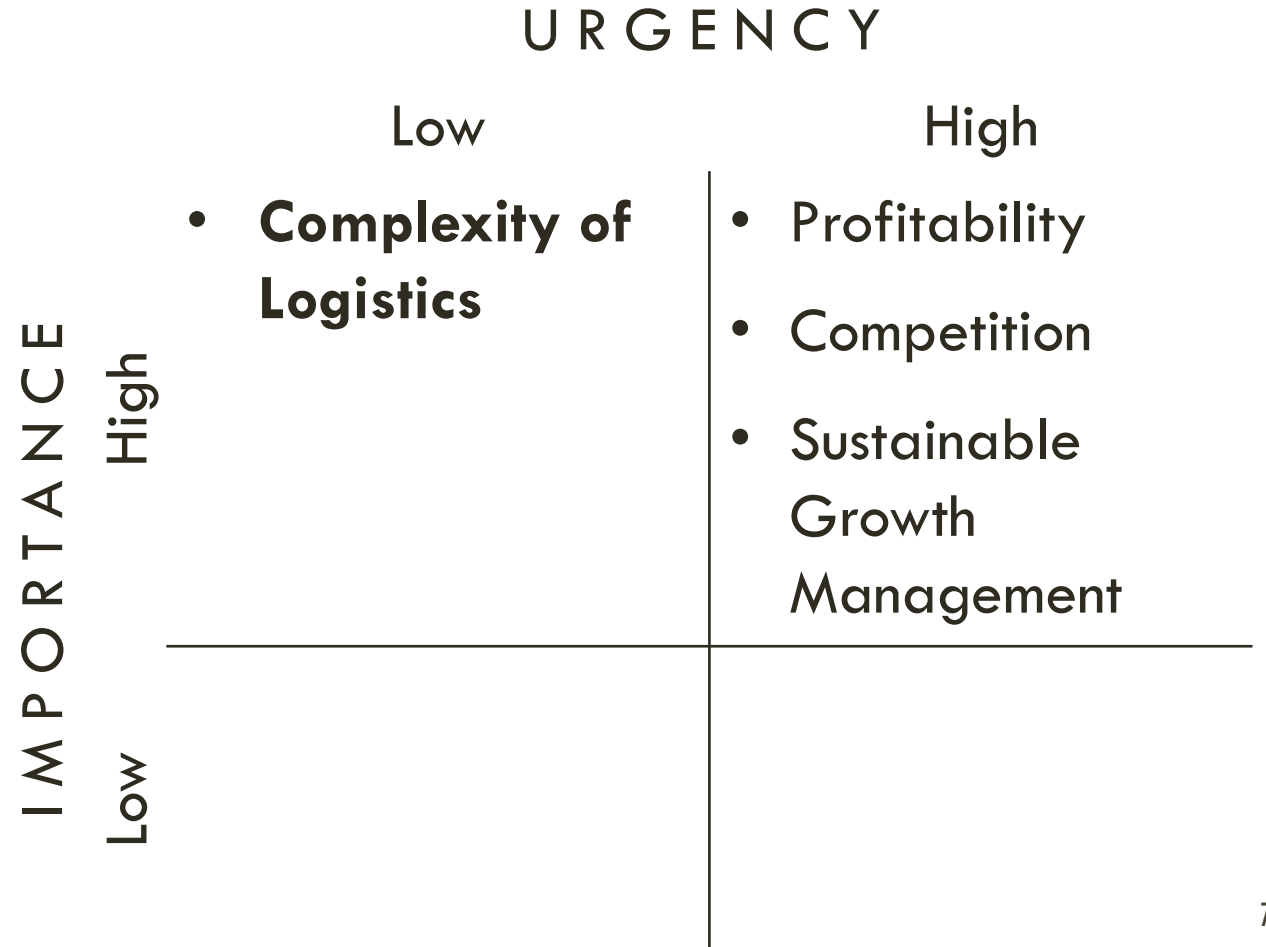 URGENCY
Low
High
• Complexity of
Logistics
• Profitability
• Competition
• Sustainable
Growth
Management
IMPORTANCE
High
Low